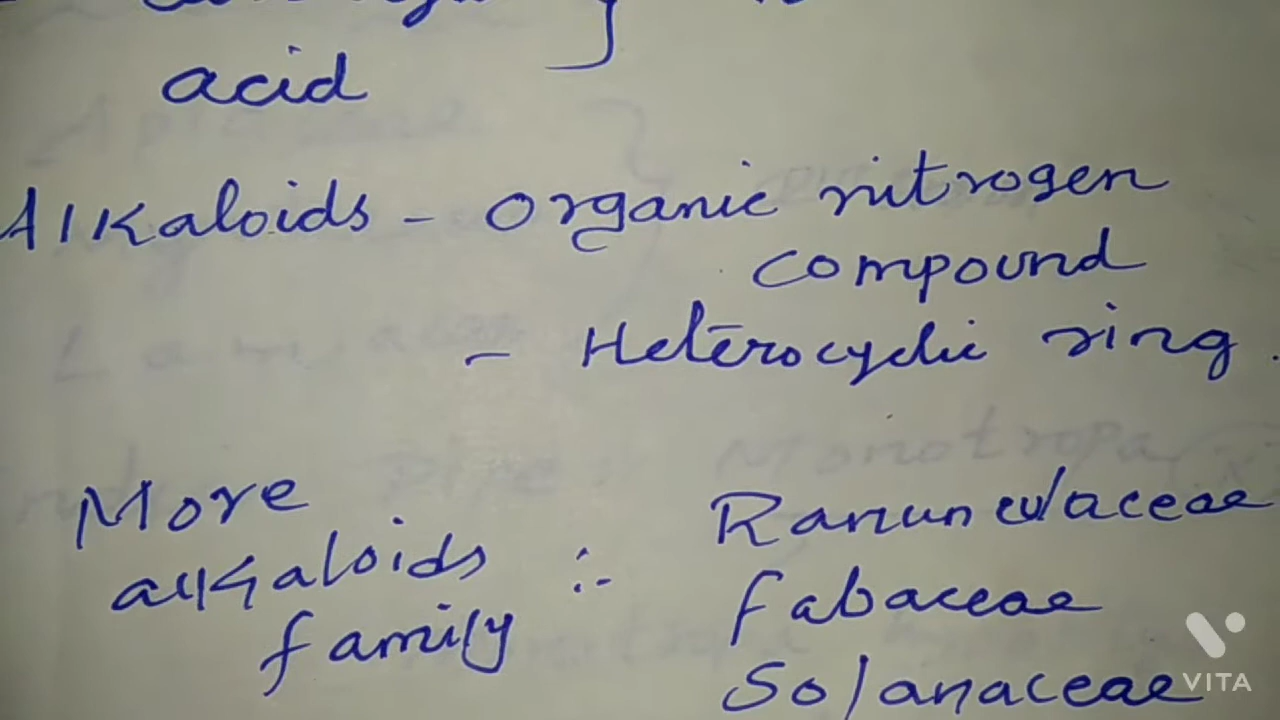 acid
Alkaloids - Organic nitrogen
compound
- Heterocyclic ring.
More
alkaloids :- Ranunculaceae
family Fabaceae
Solanaceae
VITA